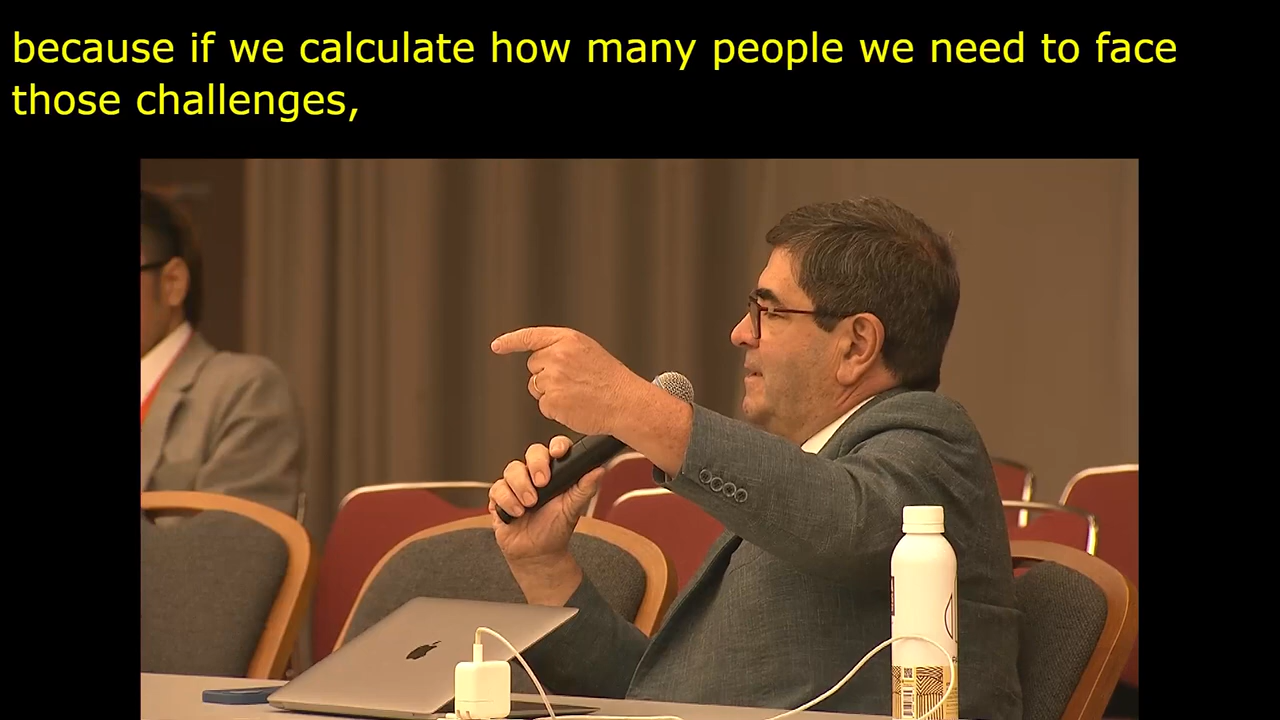 because if we calculate how many people we need to face
those challenges,